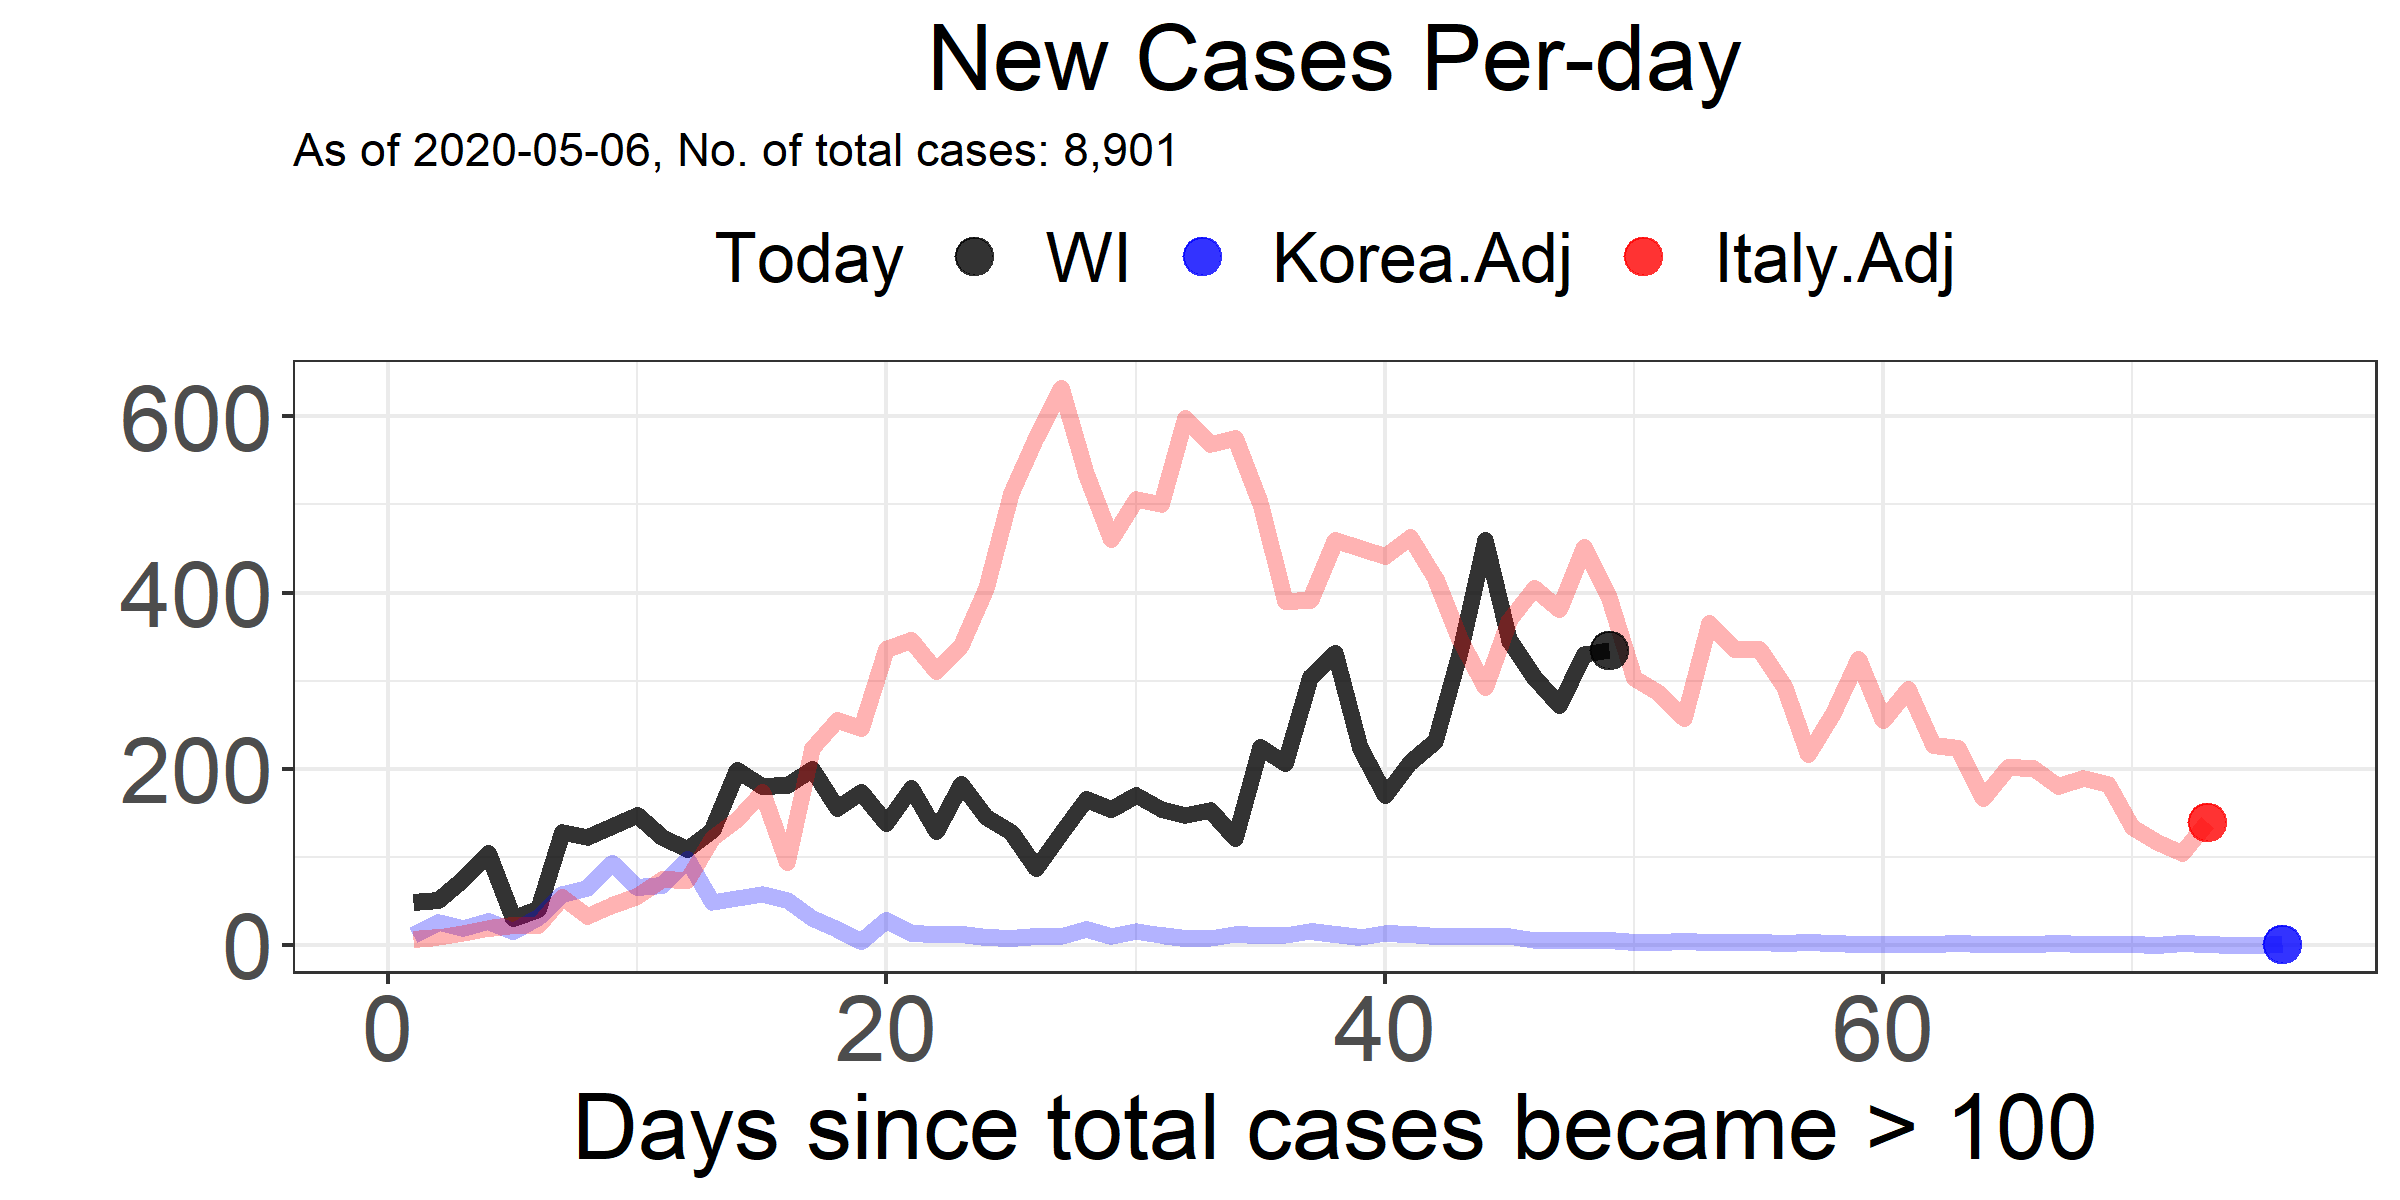 New Cases Per-day
As of 2020-05-06, No. of total cases: 8,901
Today WI Korea.Adj Italy.Adj
600
400
200
0
0 20 40 60
Days since total cases became > 100